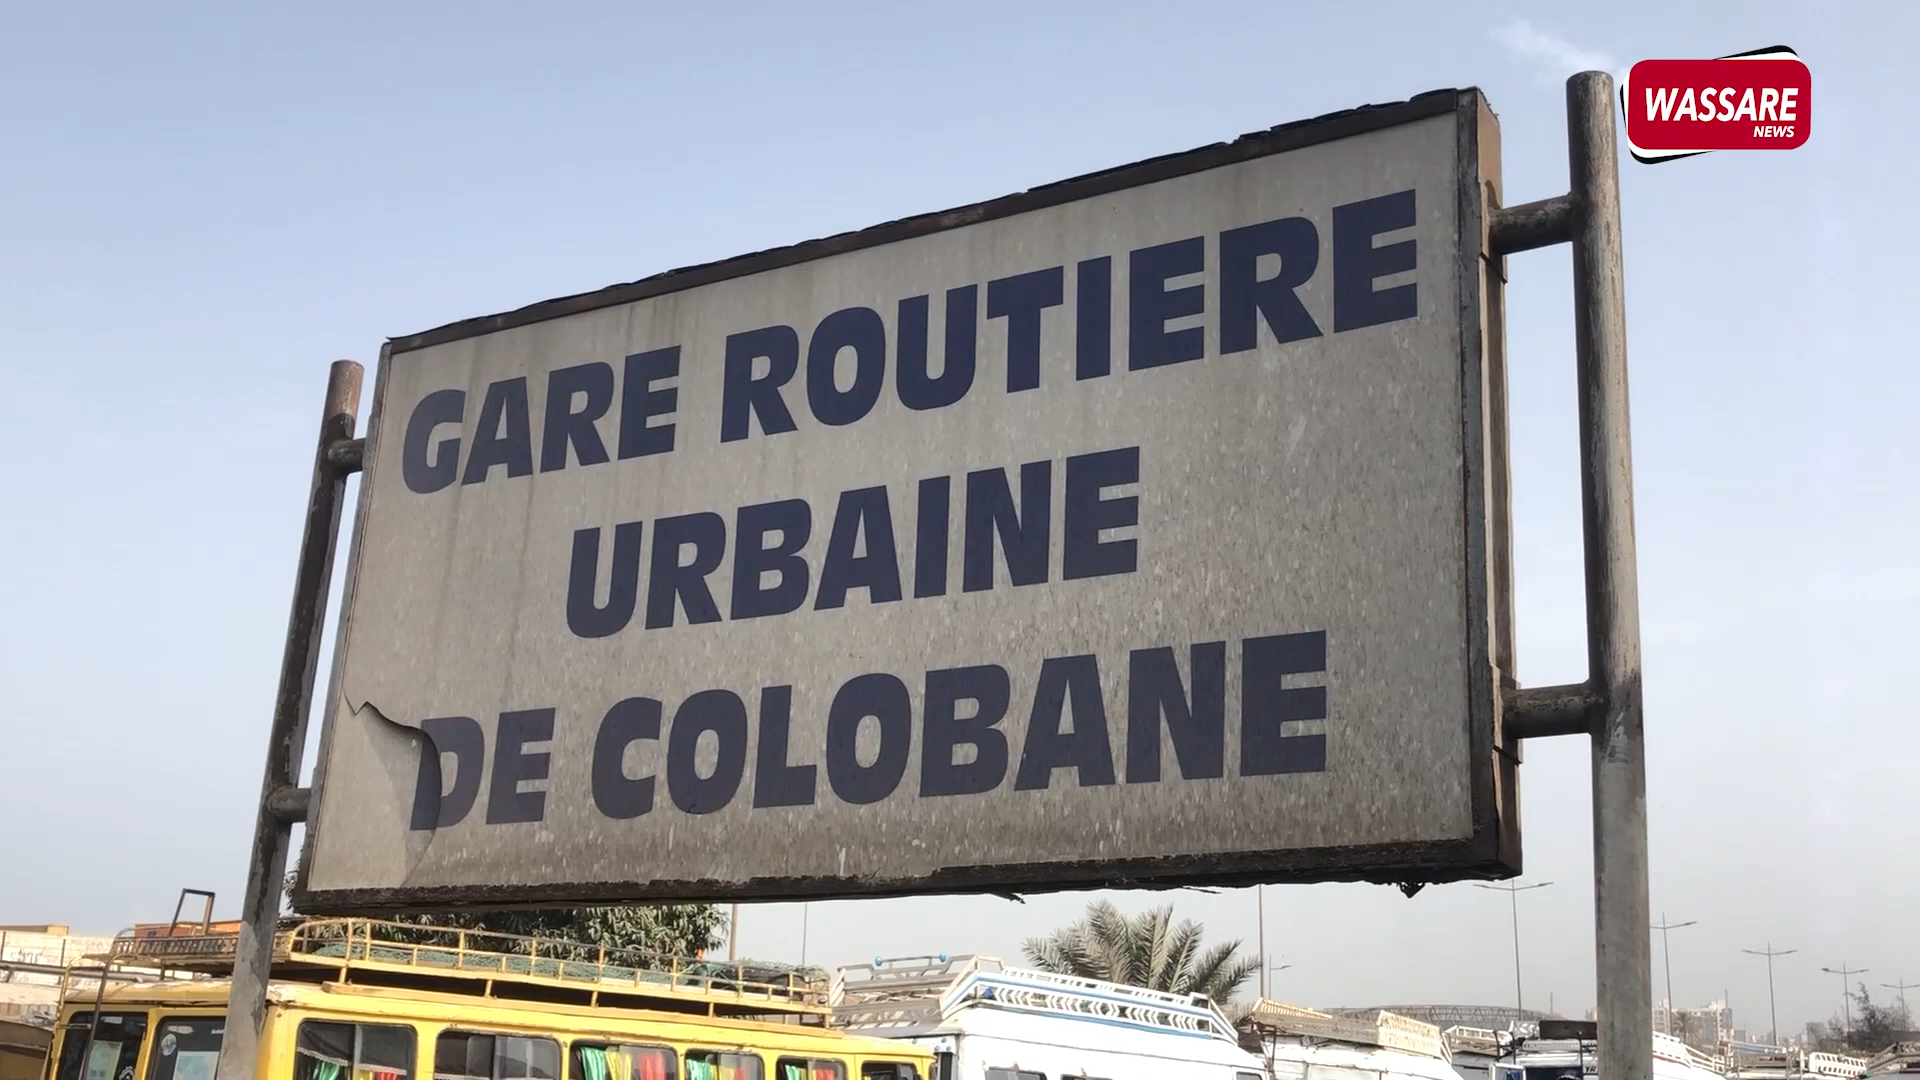 WASSARE
NEWS
GARE ROUTIERE
URBAINE
DE COLOBANE